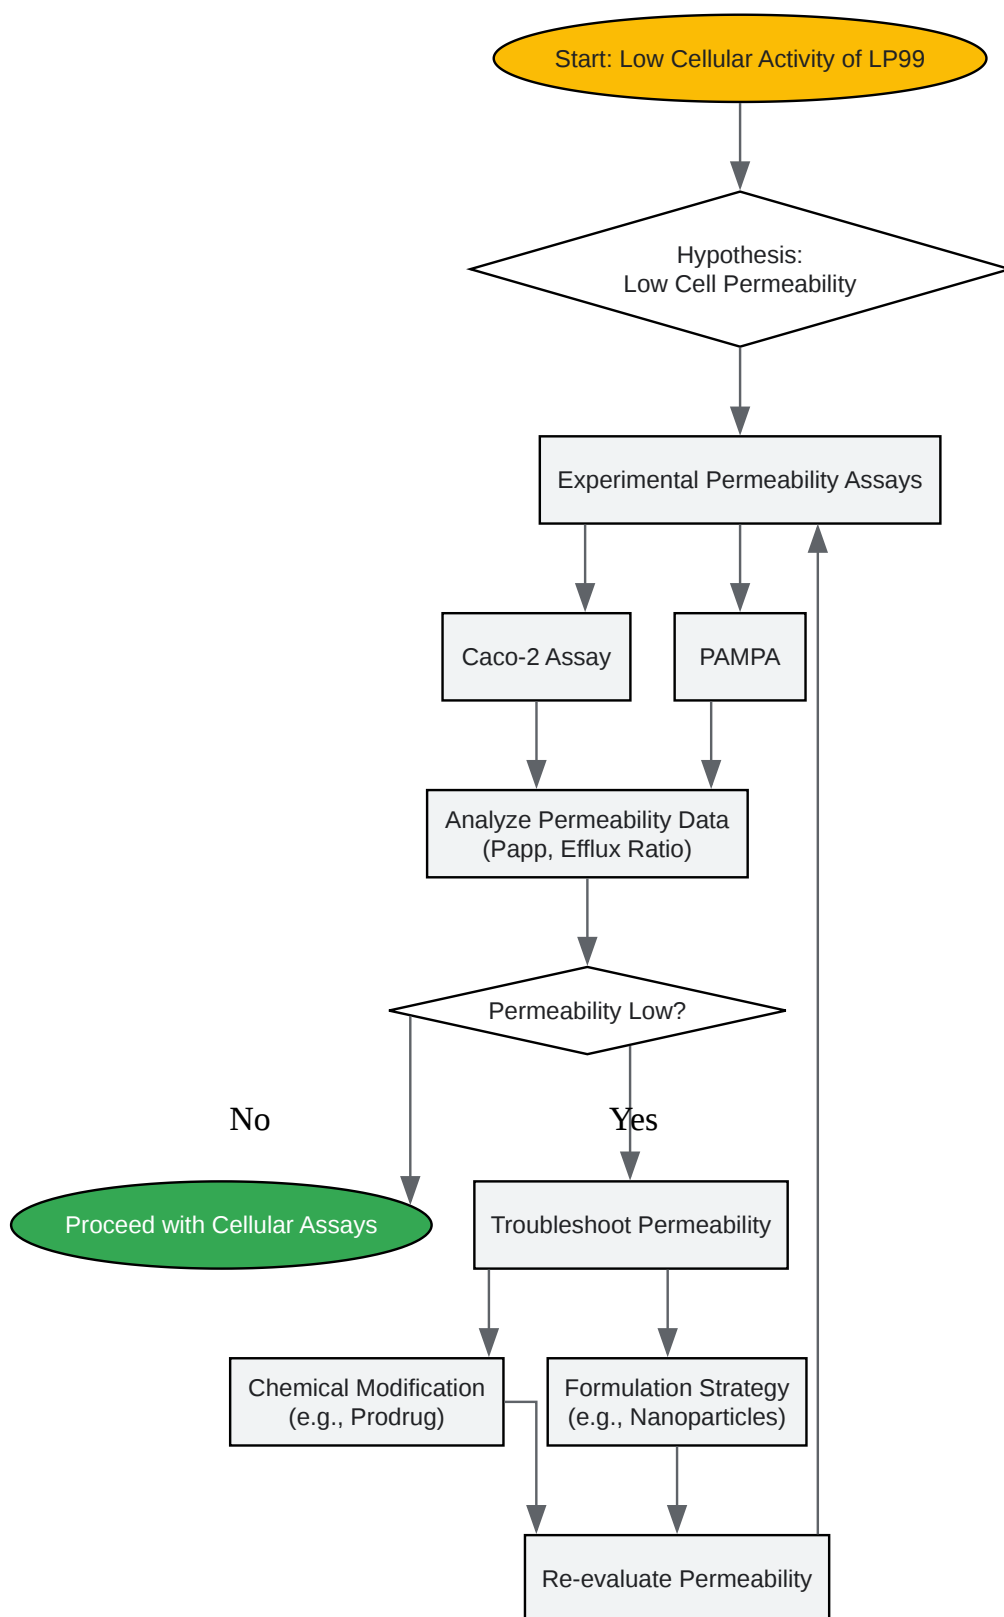 Start: Low Cellular Activity of LP99
Hypothesis:
Low Cell Permeability
Experimental Permeability Assays
Caco-2 Assay
PAMPA
Analyze Permeability Data
(Papp, Efflux Ratio)
Permeability Low?
No
Yes
Proceed with Cellular Assays
Troubleshoot Permeability
Chemical Modification
(e.g., Prodrug)
Formulation Strategy
(e.g., Nanoparticles)
Re-evaluate Permeability